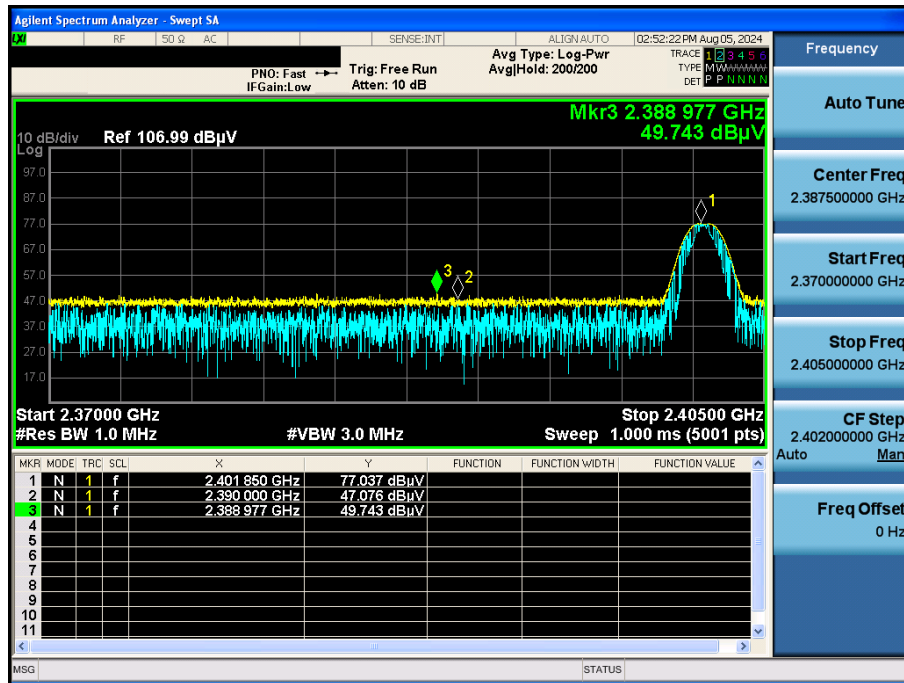 Agilent Spectrum Analyzer - Swept SA
LXI RF 50 Ω AC SENSE:INT ALIGN AUTO 02:52:22 PM Aug 05, 2024
PNO: Fast Trig: Free Run Avg Type: Log-Pwr TRACE 1 2 3 4 5 6
IFGain:Low Atten: 10 dB Avg|Hold: 200/200 TYPE MWWWWW
DET P P N N N N
Mkr3 2.388 977 GHz
49.743 dBµV
10 dB/div Ref 106.99 dBµV
Log
97.0
87.0
77.0
67.0
57.0
47.0
37.0
27.0
17.0
1
3
2
Start 2.37000 GHz Stop 2.40500 GHz
#Res BW 1.0 MHz #VBW 3.0 MHz Sweep 1.000 ms (5001 pts)
MKR MODE TRC SCL X Y FUNCTION FUNCTION WIDTH FUNCTION VALUE
1 N 1 f 2.401 850 GHz 77.037 dBµV
2 N 1 f 2.390 000 GHz 47.076 dBµV
3 N 1 f 2.388 977 GHz 49.743 dBµV
4
5
6
7
8
9
10
11
MSG STATUS
Frequency
Auto Tune
Center Freq
2.387500000 GHz
Start Freq
2.370000000 GHz
Stop Freq
2.405000000 GHz
CF Step
2.402000000 GHz
Auto Man
Freq Offset
0 Hz